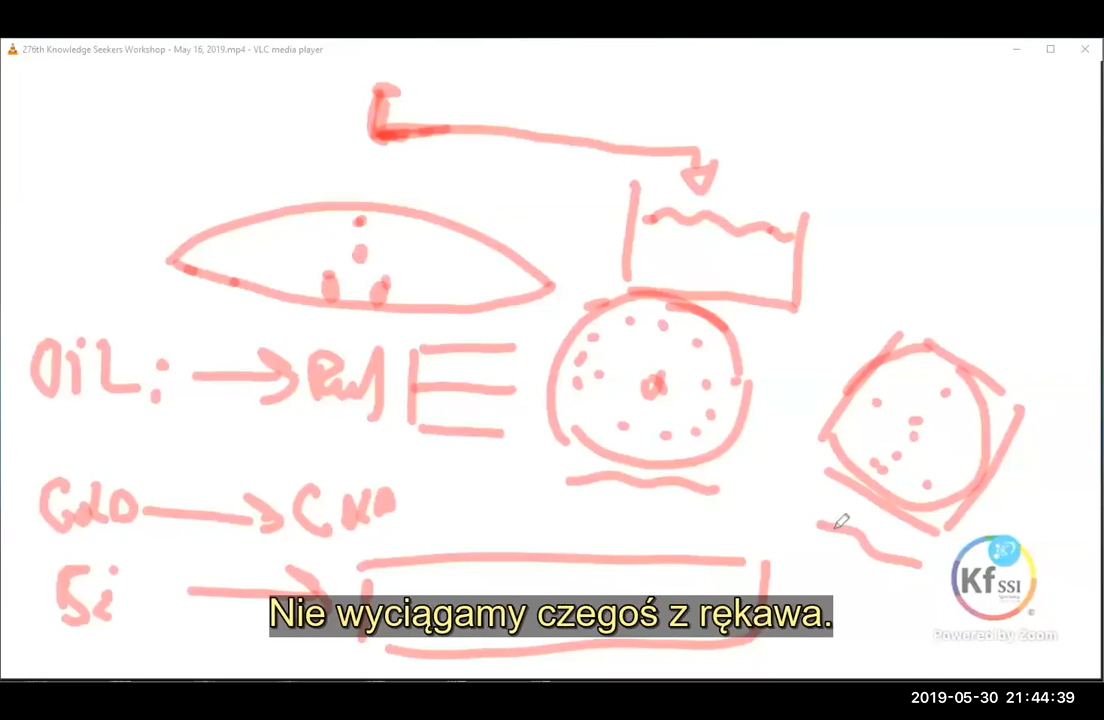 276th Knowledge Seekers Workshop - May 16, 2019.mp4 - VLC media player
OiL:
Si
Nie wyciągamy czegoś z rękawa.
Kf SSI
Powered by Zoom
2019-05-30 21:44:39